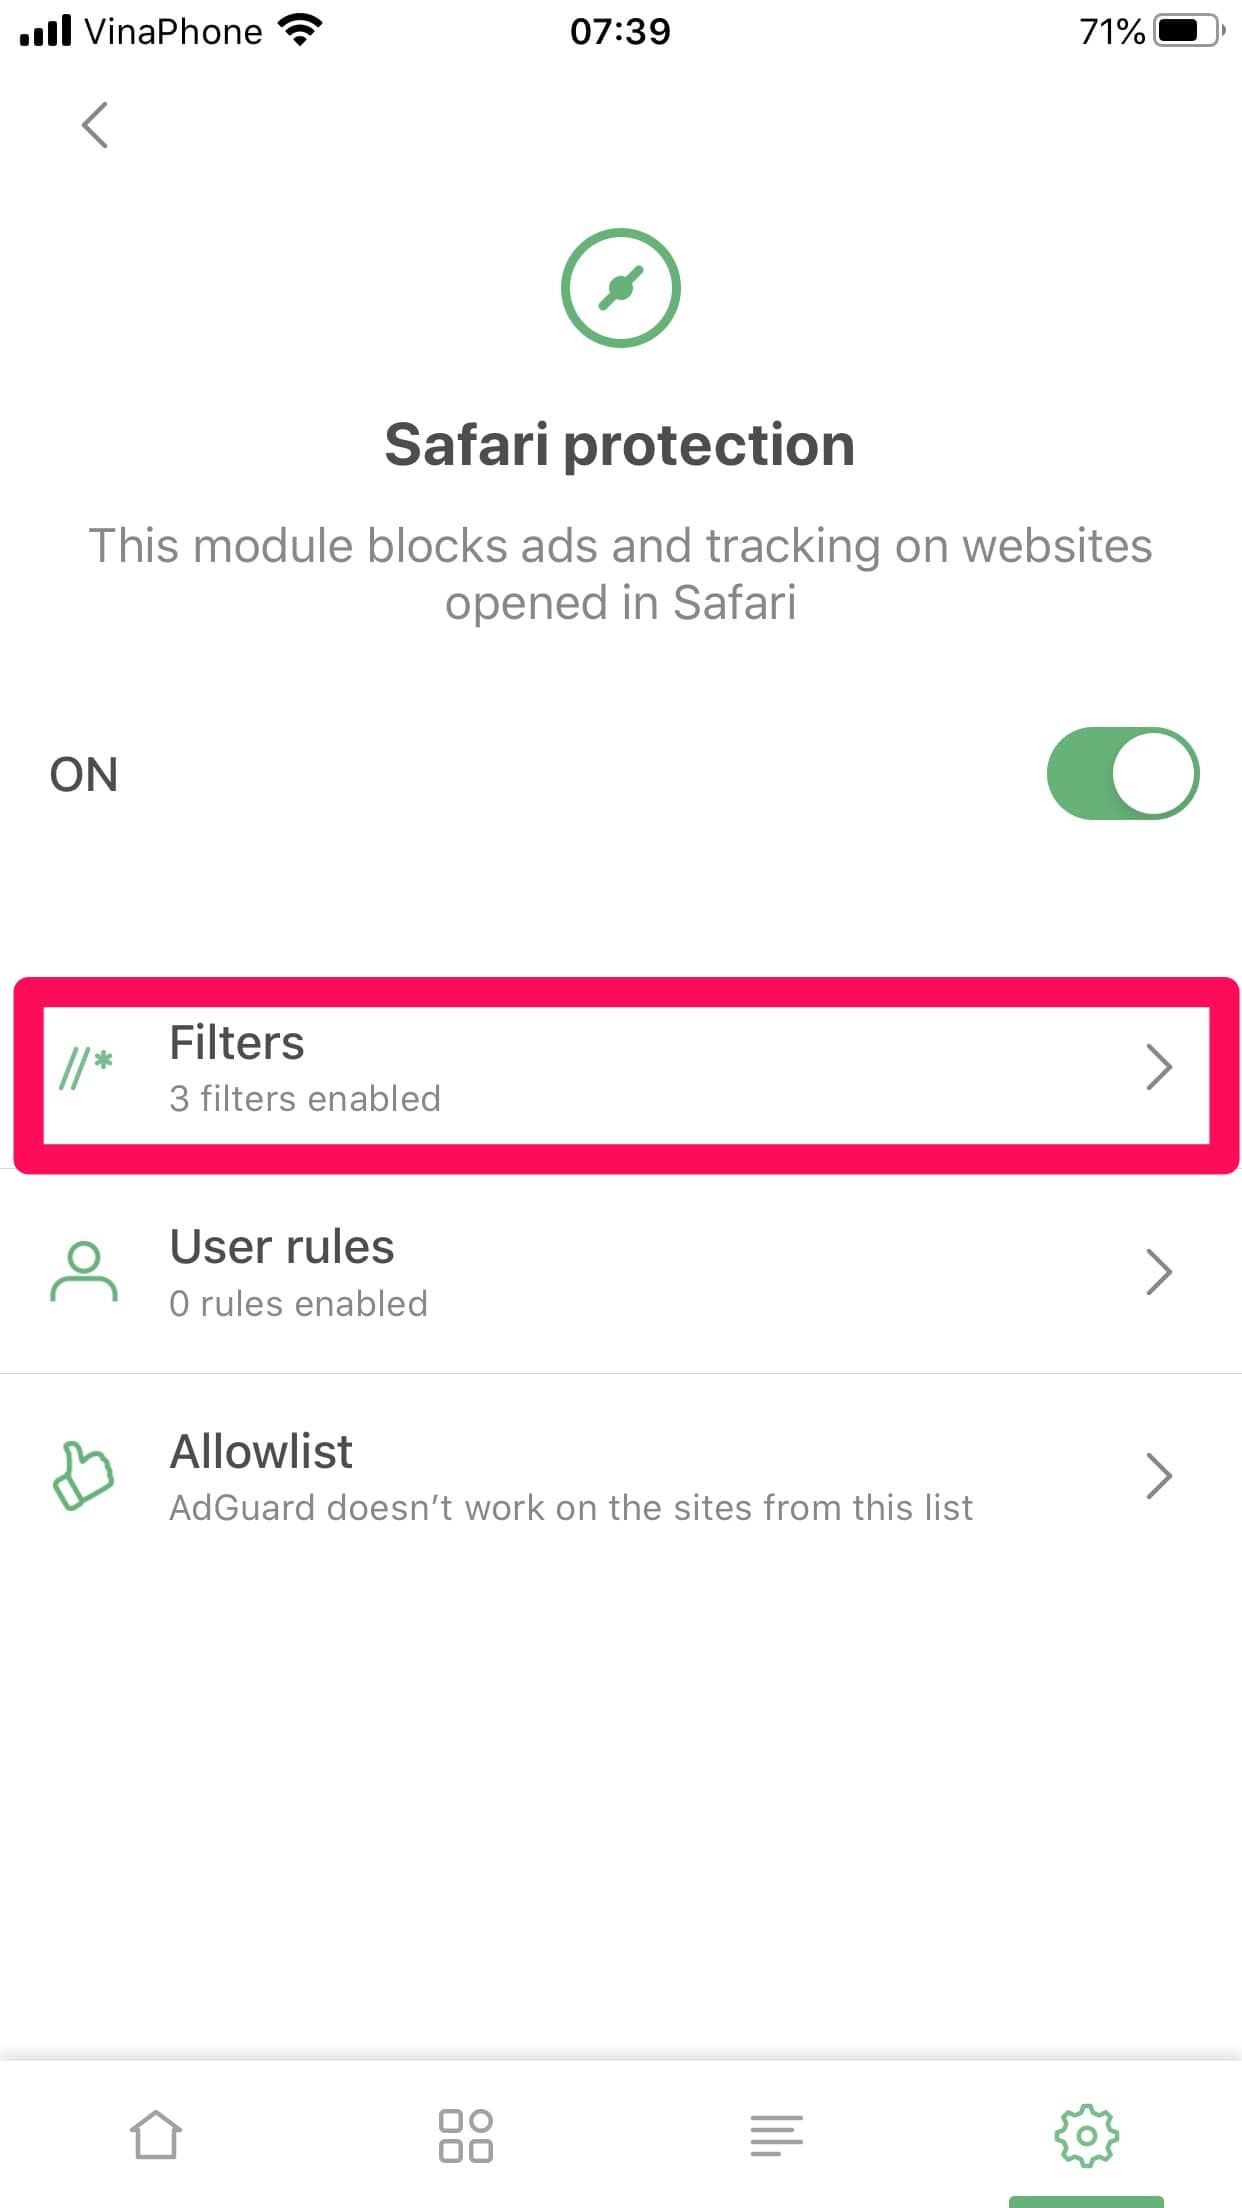 VinaPhone 07:39 71%
Safari protection
This module blocks ads and tracking on websites
opened in Safari
ON
Filters
3 filters enabled
User rules
0 rules enabled
Allowlist
AdGuard doesn’t work on the sites from this list